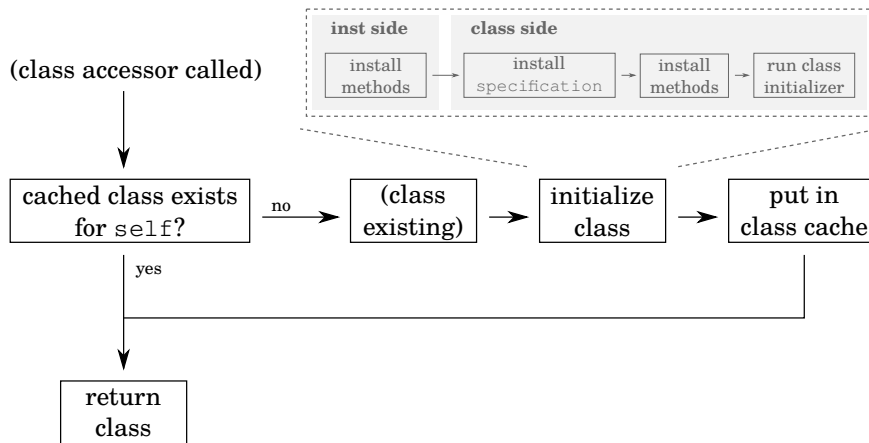 inst side
class side
install
methods
install
specification
install
methods
run class
initializer
(class accessor called)
cached class exists
for self?
no
(class
existing)
initialize
class
put in
class cache
yes
return
class